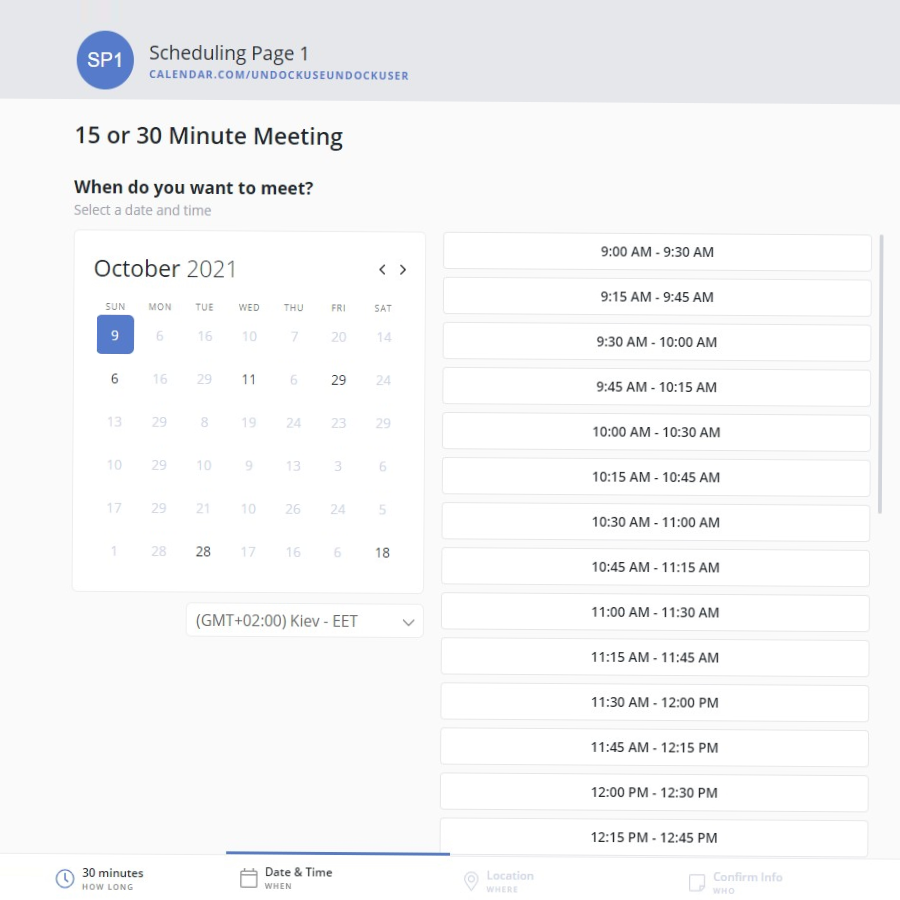 SP1
Scheduling Page 1
CALENDAR.COM/UNDOCKUSEUNDOCKUSER
15 or 30 Minute Meeting
When do you want to meet?
Select a date and time
October 2021
SUN MON TUE WED THU FRI SAT
9 6 16 10 7 20 14
6 16 29 11 6 29 24
13 29 8 19 24 23 29
10 29 10 9 13 3 6
17 29 21 10 26 24 5
1 28 28 17 16 6 18
(GMT+02:00) Kiev - EET
9:00 AM - 9:30 AM
9:15 AM - 9:45 AM
9:30 AM - 10:00 AM
9:45 AM - 10:15 AM
10:00 AM - 10:30 AM
10:15 AM - 10:45 AM
10:30 AM - 11:00 AM
10:45 AM - 11:15 AM
11:00 AM - 11:30 AM
11:15 AM - 11:45 AM
11:30 AM - 12:00 PM
11:45 AM - 12:15 PM
12:00 PM - 12:30 PM
12:15 PM - 12:45 PM
30 minutes
HOW LONG
Date & Time
WHEN
Location
WHERE
Confirm Info
WHO